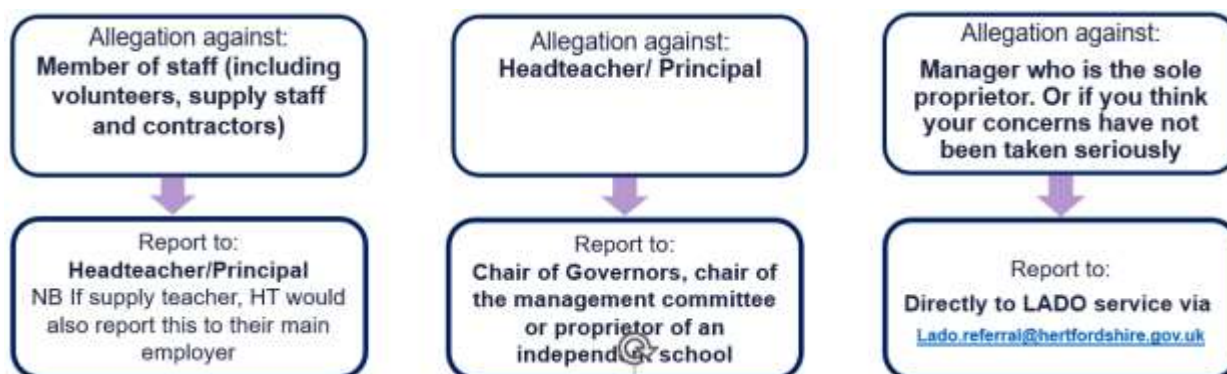 Allegation against:
Member of staff (including
volunteers, supply staff
and contractors)
Report to:
Headteacher/Principal
NB If supply teacher, HT would
also report this to their main
employer
Allegation against:
Headteacher/ Principal
Report to:
Chair of Governors, chair of
the management committee
or proprietor of an
school
Allegation against:
Manager who is the sole
proprietor. Or if you think
your concerns have not
been taken seriously
Report to:
Directly to LADO service via
Lado.referral@hertfordshire.gov.uk